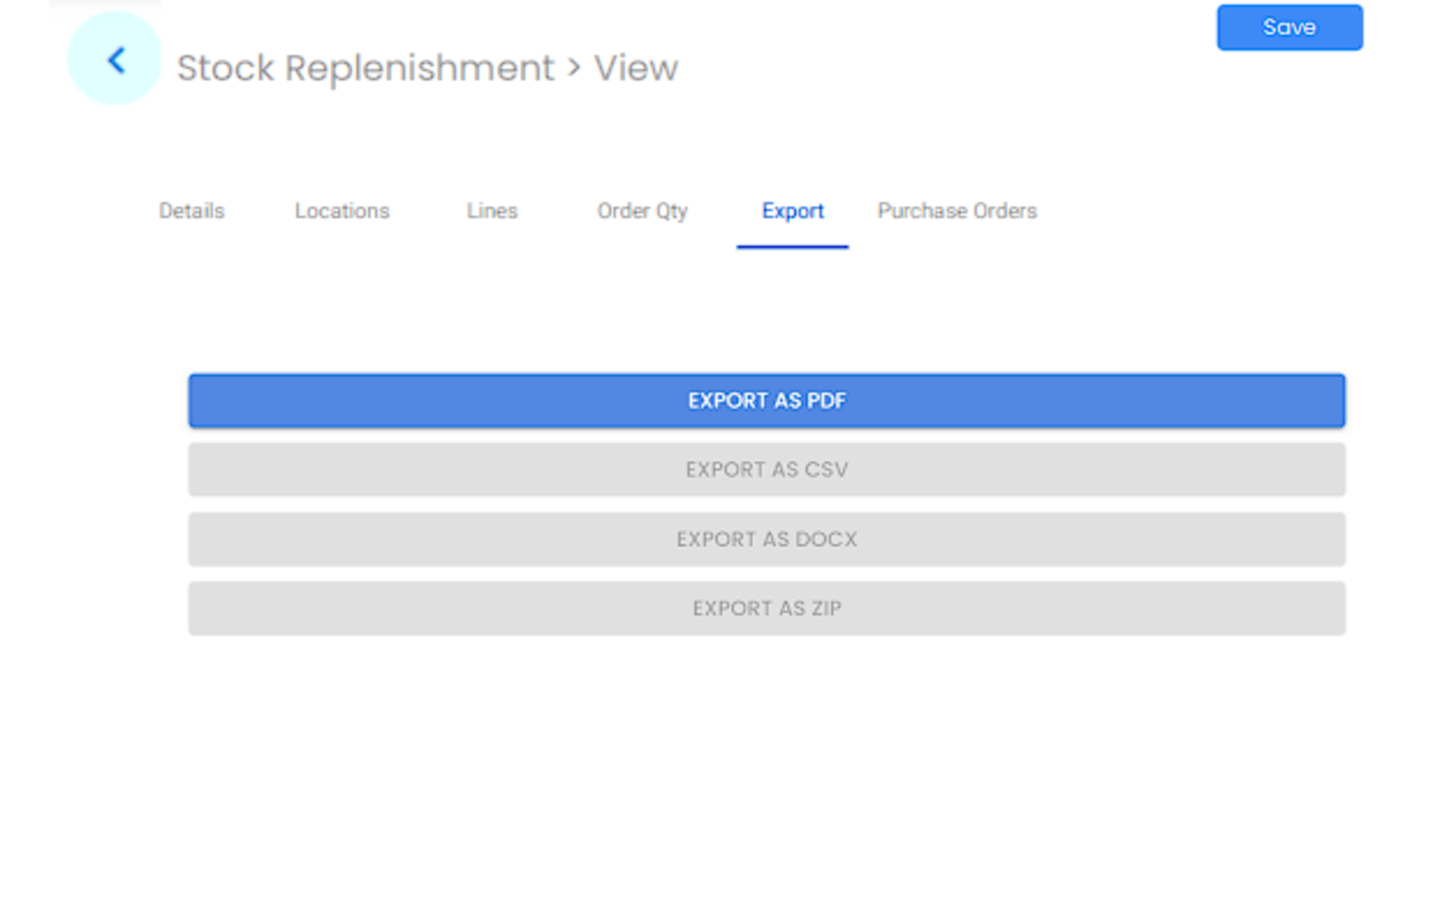 Save
Stock Replenishment > View
Details Locations Lines Order Qty Export Purchase Orders
EXPORT AS PDF
EXPORT AS CSV
EXPORT AS DOCX
EXPORT AS ZIP